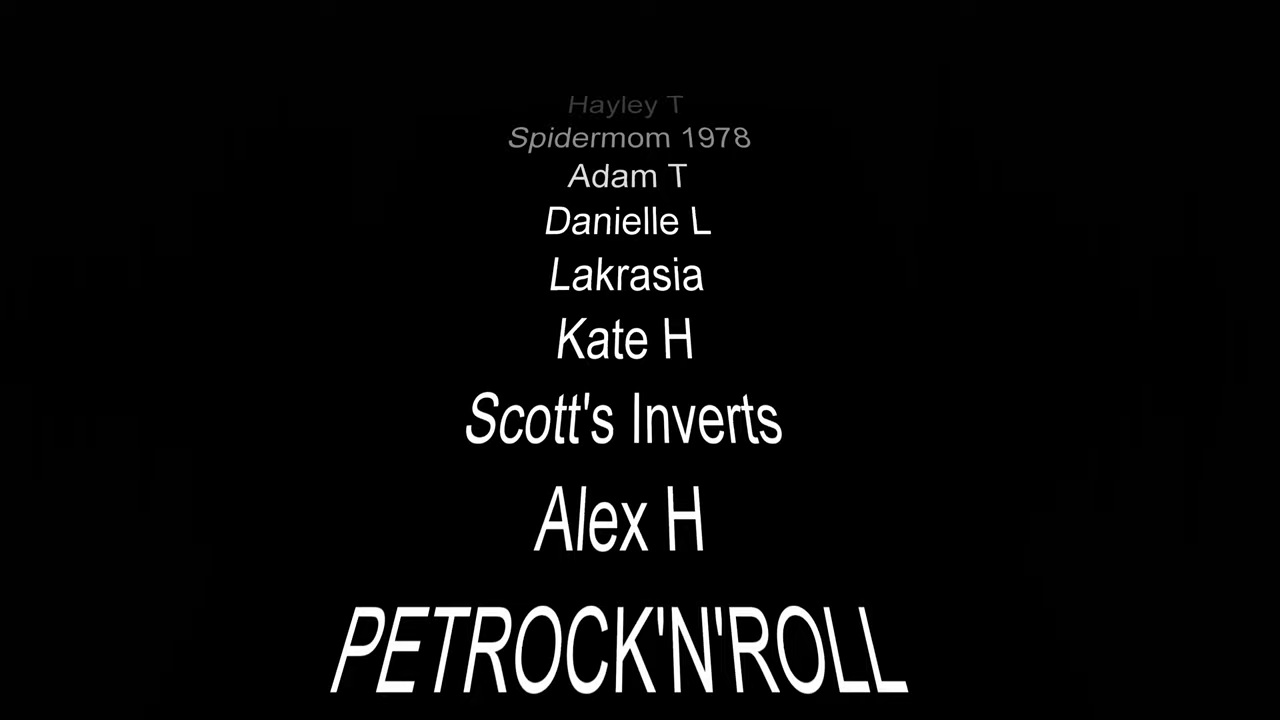 Hayley T
Spidermom 1978
Adam T
Danielle L
Lakrasia
Kate H
Scott's Inverts
Alex H
PETROCK'N'ROLL